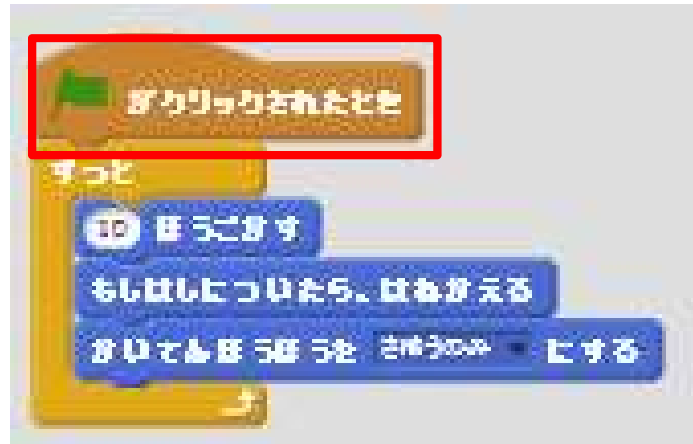 がクリックされたとき
ずっと
10 ほうごかす
もしはしについたら、はねかえる
かいてんほうほうを さゆうのみ にする